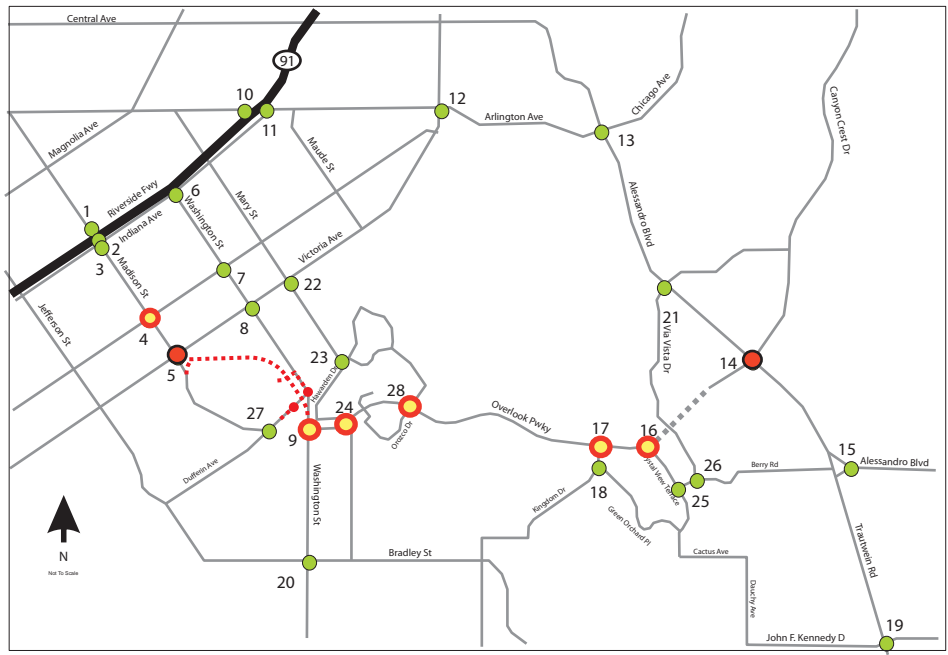 Central Ave
91
10
11
12
Arlington Ave
Chicago Ave
13
Canyon Crest Dr
Magnolia Ave
Maude St
Riverside Fwy
6
1
Indiana Ave
2
3
Washington St
Mary St
Victoria Ave
Alessandro Blvd
Madison St
7
22
8
21
Jefferson St
4
5
Via Vista Dr
14
23
Hawarden Dr
28
24
27
9
Orozco Dr
Overlook Pwky
17
16
18
26
25
15
Alessandro Blvd
Berry Rd
Dufferin Ave
Washington St
Kingdom Dr
Green Orchard Pl
rystal View Terrace
N
Not To Scale
Bradley St
20
Cactus Ave
Dauchy Ave
Trautwein Rd
John F. Kennedy D
19